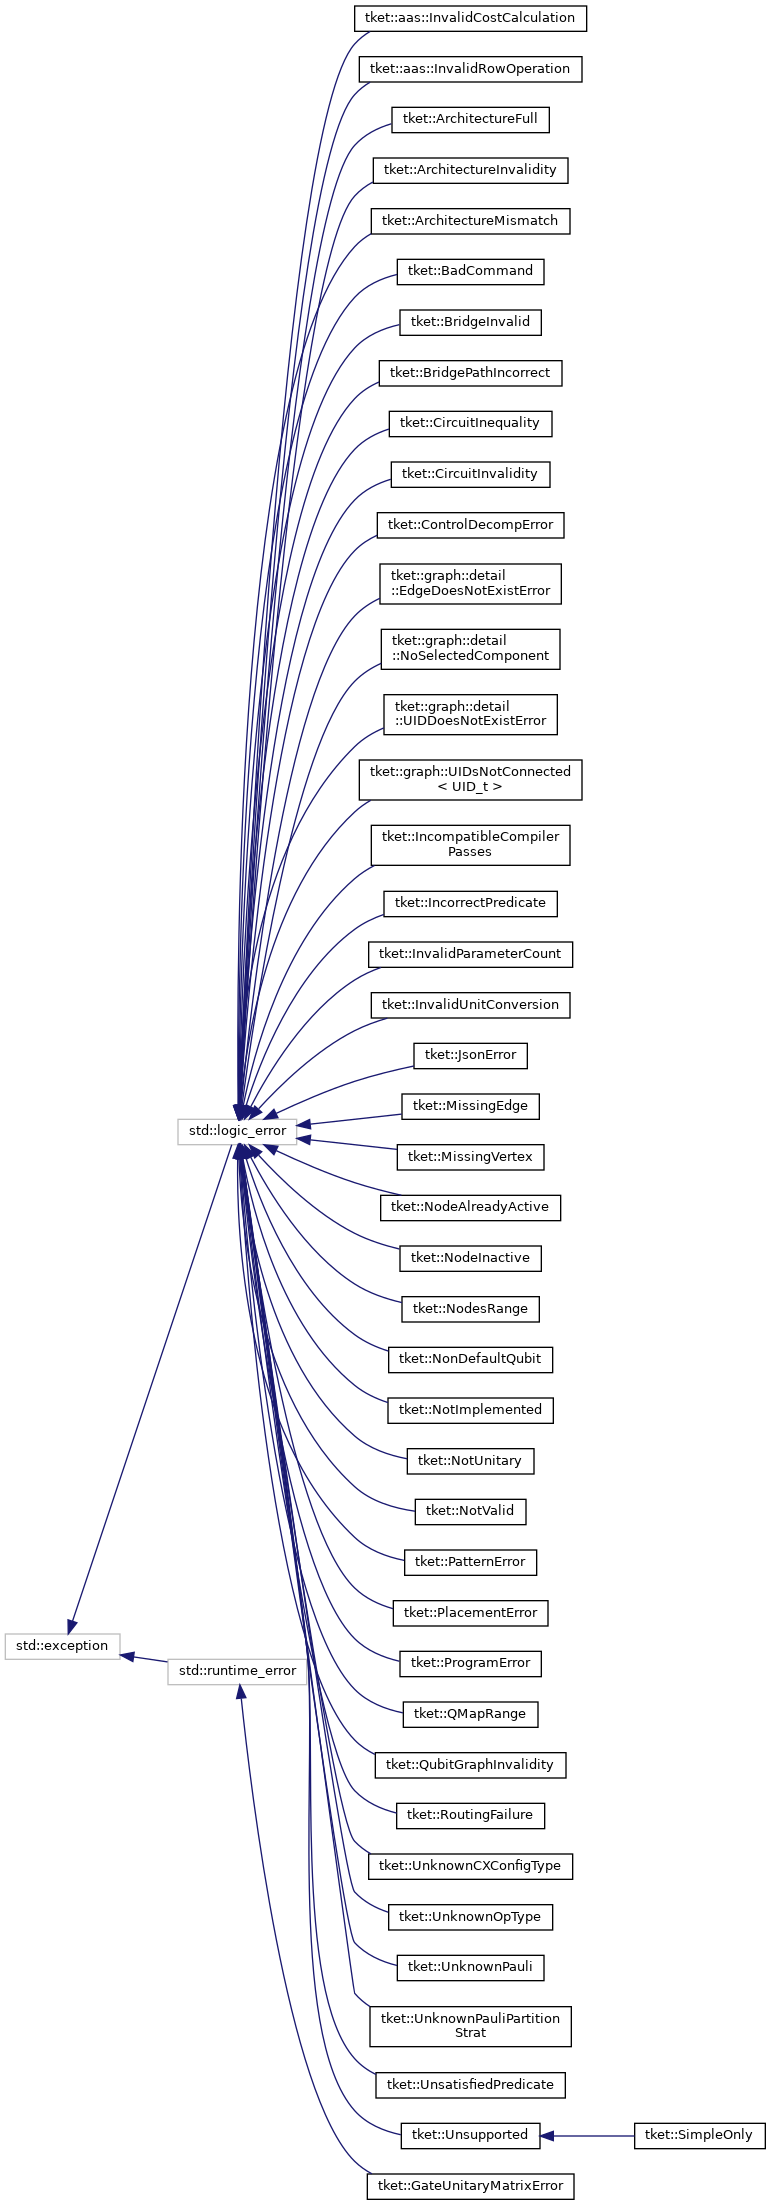 tket::aas::InvalidCostCalculation
tket::aas::InvalidRowOperation
tket::ArchitectureFull
tket::ArchitectureInvalidity
tket::ArchitectureMismatch
tket::BadCommand
tket::BridgeInvalid
tket::BridgePathIncorrect
tket::CircuitInequality
tket::CircuitInvalidity
tket::ControlDecompError
tket::graph::detail
::EdgeDoesNotExistError
tket::graph::detail
::NoSelectedComponent
tket::graph::detail
::UIDDoesNotExistError
tket::graph::UIDsNotConnected
< UID_t >
tket::IncompatibleCompiler
Passes
tket::IncorrectPredicate
tket::InvalidParameterCount
tket::InvalidUnitConversion
tket::JsonError
tket::MissingEdge
std::logic_error
tket::MissingVertex
tket::NodeAlreadyActive
tket::NodeInactive
tket::NodesRange
tket::NonDefaultQubit
tket::NotImplemented
tket::NotUnitary
tket::NotValid
tket::PatternError
tket::PlacementError
std::exception
tket::ProgramError
std::runtime_error
tket::QMapRange
tket::QubitGraphInvalidity
tket::RoutingFailure
tket::UnknownCXConfigType
tket::UnknownOpType
tket::UnknownPauli
tket::UnknownPauliPartition
Strat
tket::UnsatisfiedPredicate
tket::Unsupported
tket::SimpleOnly
tket::GateUnitaryMatrixError